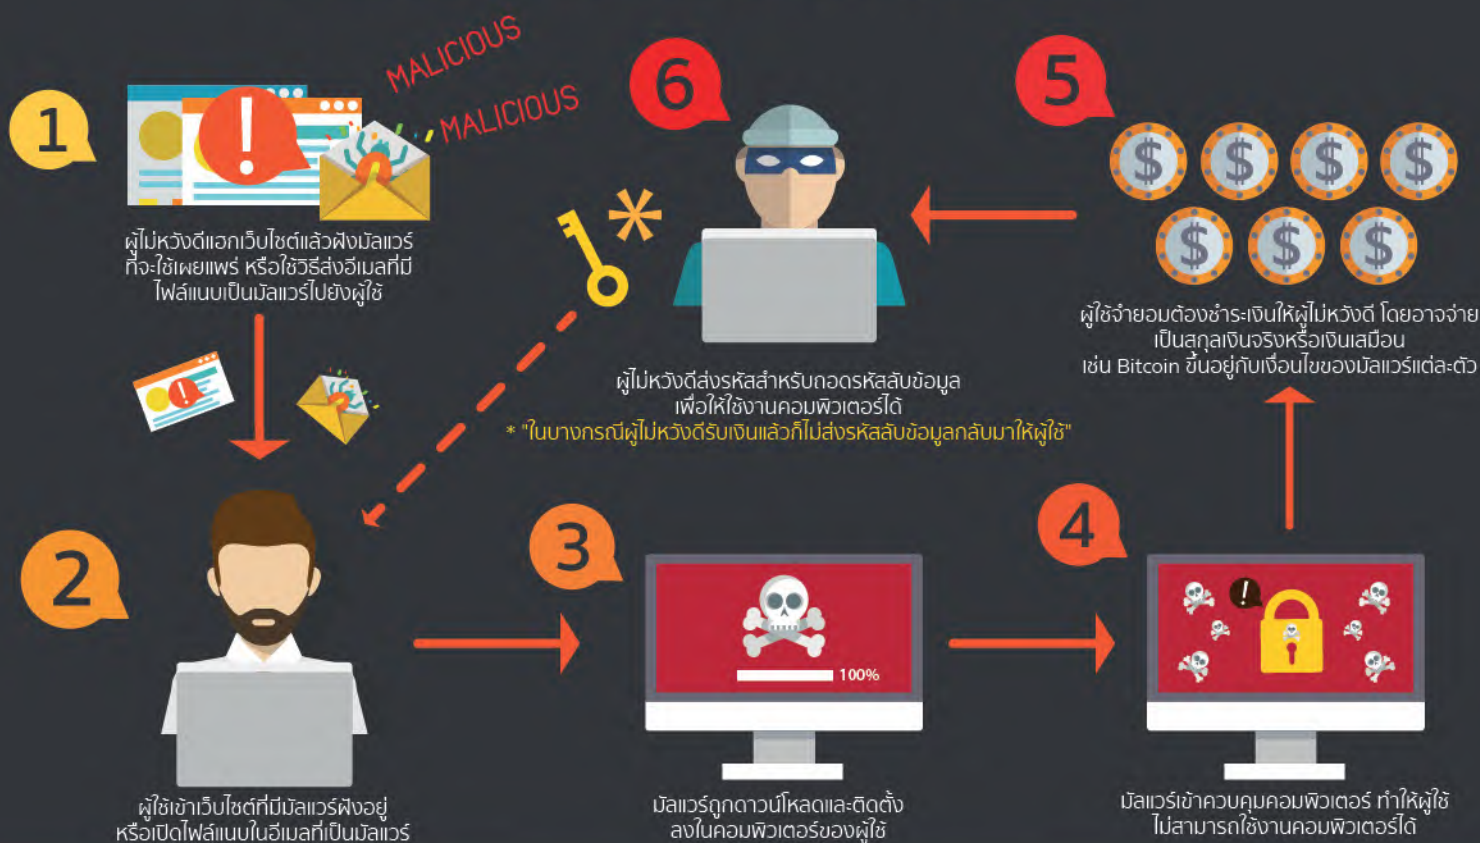 1
MALICIOUS
MALICIOUS
ผู้ไม่หวังดีแฮกเว็บไซต์แล้วฝังมัลแวร์
ที่จะใช้เผยแพร่ หรือใช้วิธีส่งอีเมลที่มี
ไฟล์แนบเป็นมัลแวร์ไปยังผู้ใช้
2
ผู้ใช้เข้าเว็บไซต์ที่มีมัลแวร์ฝังอยู่
หรือเปิดไฟล์แนบในอีเมลที่เป็นมัลแวร์
3
100%
มัลแวร์ถูกดาวน์โหลดและติดตั้ง
ลงในคอมพิวเตอร์ของผู้ใช้
4
มัลแวร์เข้าควบคุมคอมพิวเตอร์ ทำให้ผู้ใช้
ไม่สามารถใช้งานคอมพิวเตอร์ได้
5
$ $ $ $
$ $ $
ผู้ใช้จำยอมต้องชำระเงินให้ผู้ไม่หวังดี โดยอาจจ่าย
เป็นสกุลเงินจริงหรือเงินเสมือน
เช่น Bitcoin ขึ้นอยู่กับเงื่อนไขของมัลแวร์แต่ละตัว
6
*
ผู้ไม่หวังดีส่งรหัสสำหรับถอดรหัสลับข้อมูล
เพื่อให้ใช้งานคอมพิวเตอร์ได้
* "ในบางกรณีผู้ไม่หวังดีรับเงินแล้วก็ไม่ส่งรหัสลับข้อมูลกลับมาให้ผู้ใช้"